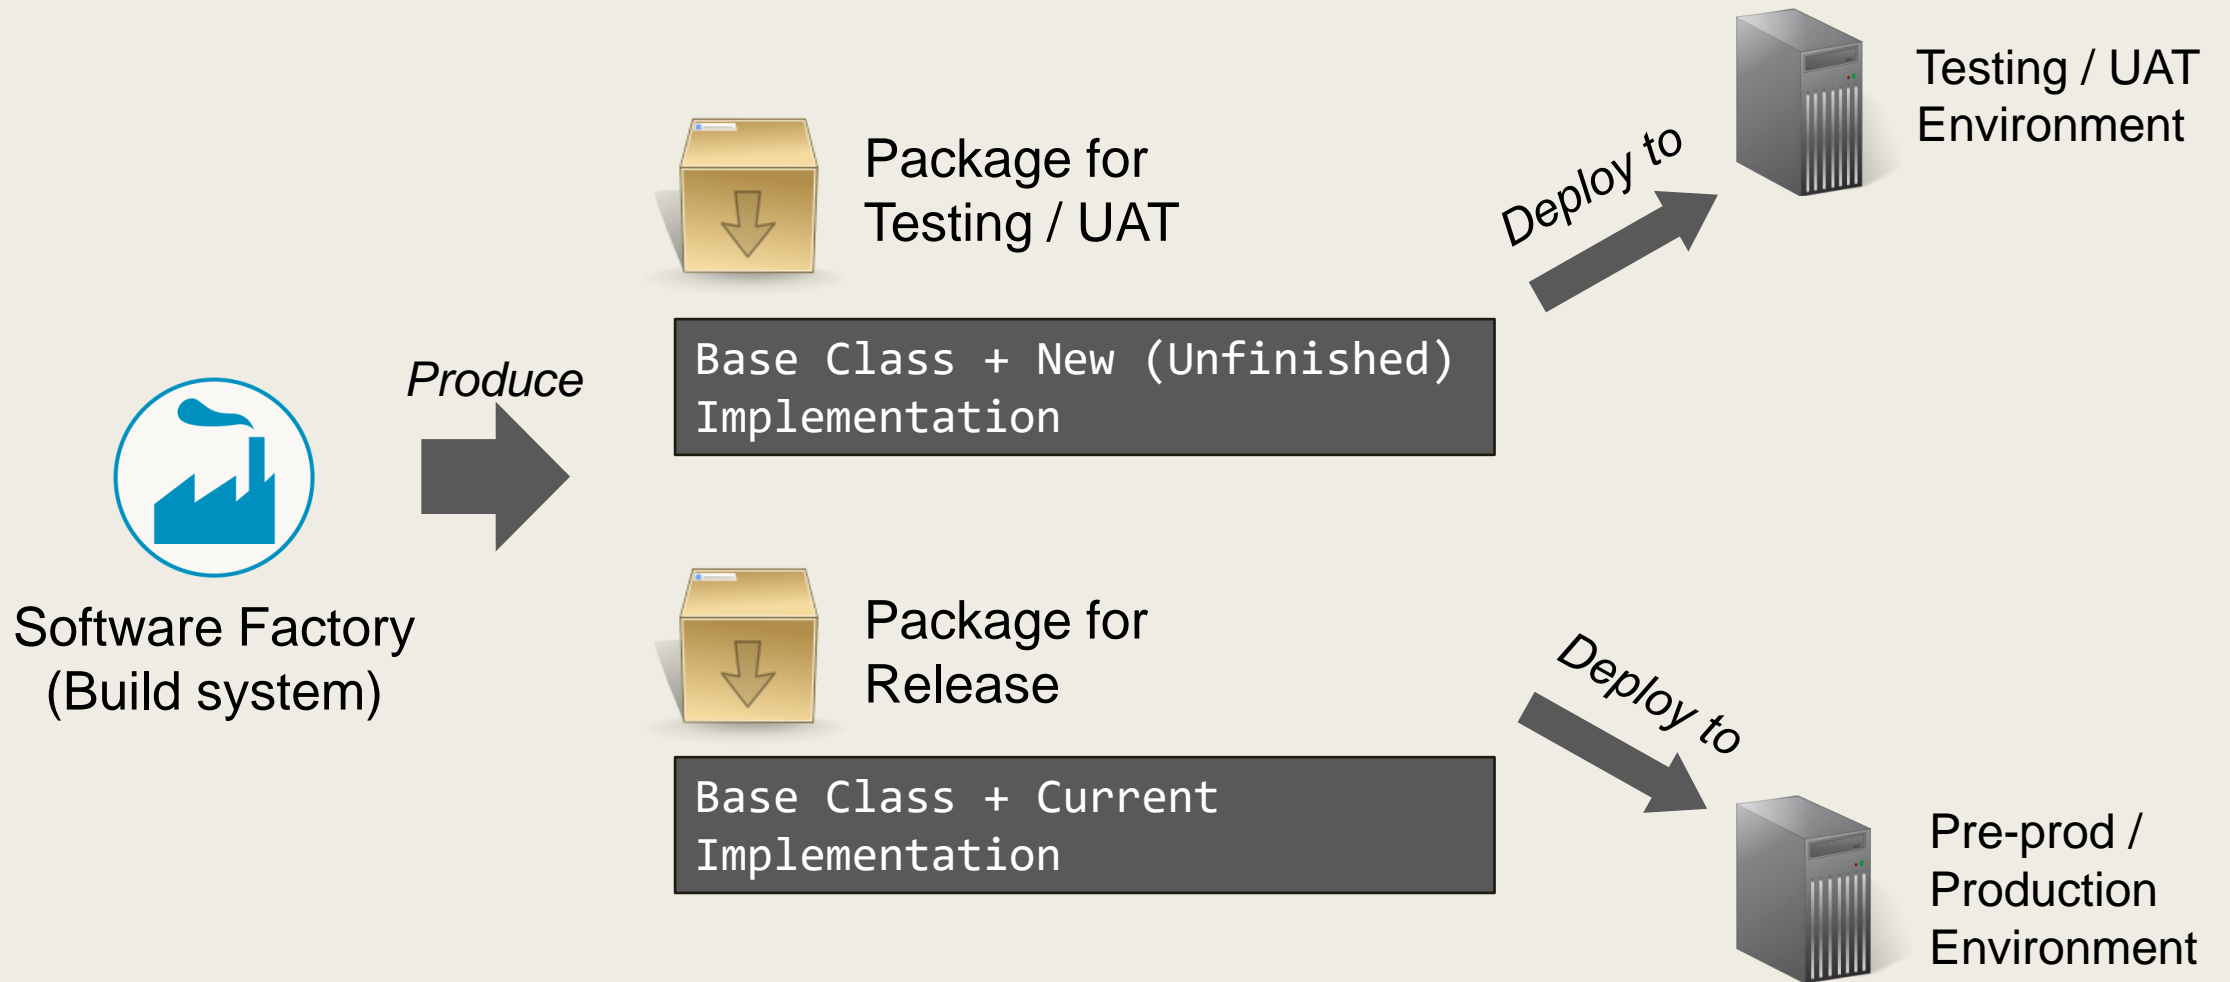 Software Factory
(Build system)
Produce
Package for
Testing / UAT
Base Class + New (Unfinished)
Implementation
Deploy to
Testing / UAT
Environment
Package for
Release
Base Class + Current
Implementation
Deploy to
Pre-prod /
Production
Environment